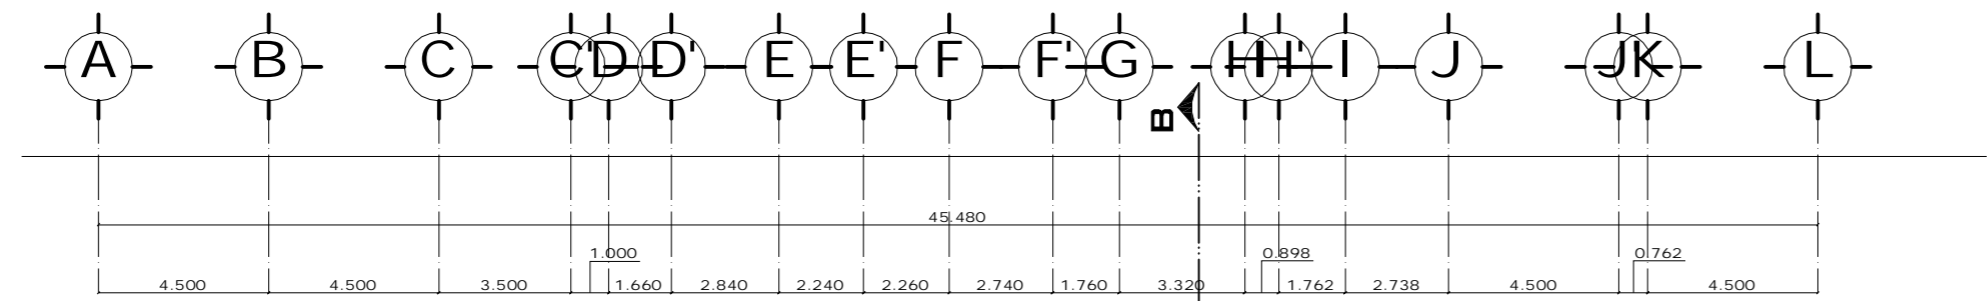 A B C C' D D' E E' F F' G H H' I J J' K L
B
45.480
1.000 0.898 0.762
4.500 4.500 3.500 1.660 2.840 2.240 2.260 2.740 1.760 3.320 1.762 2.738 4.500 4.500